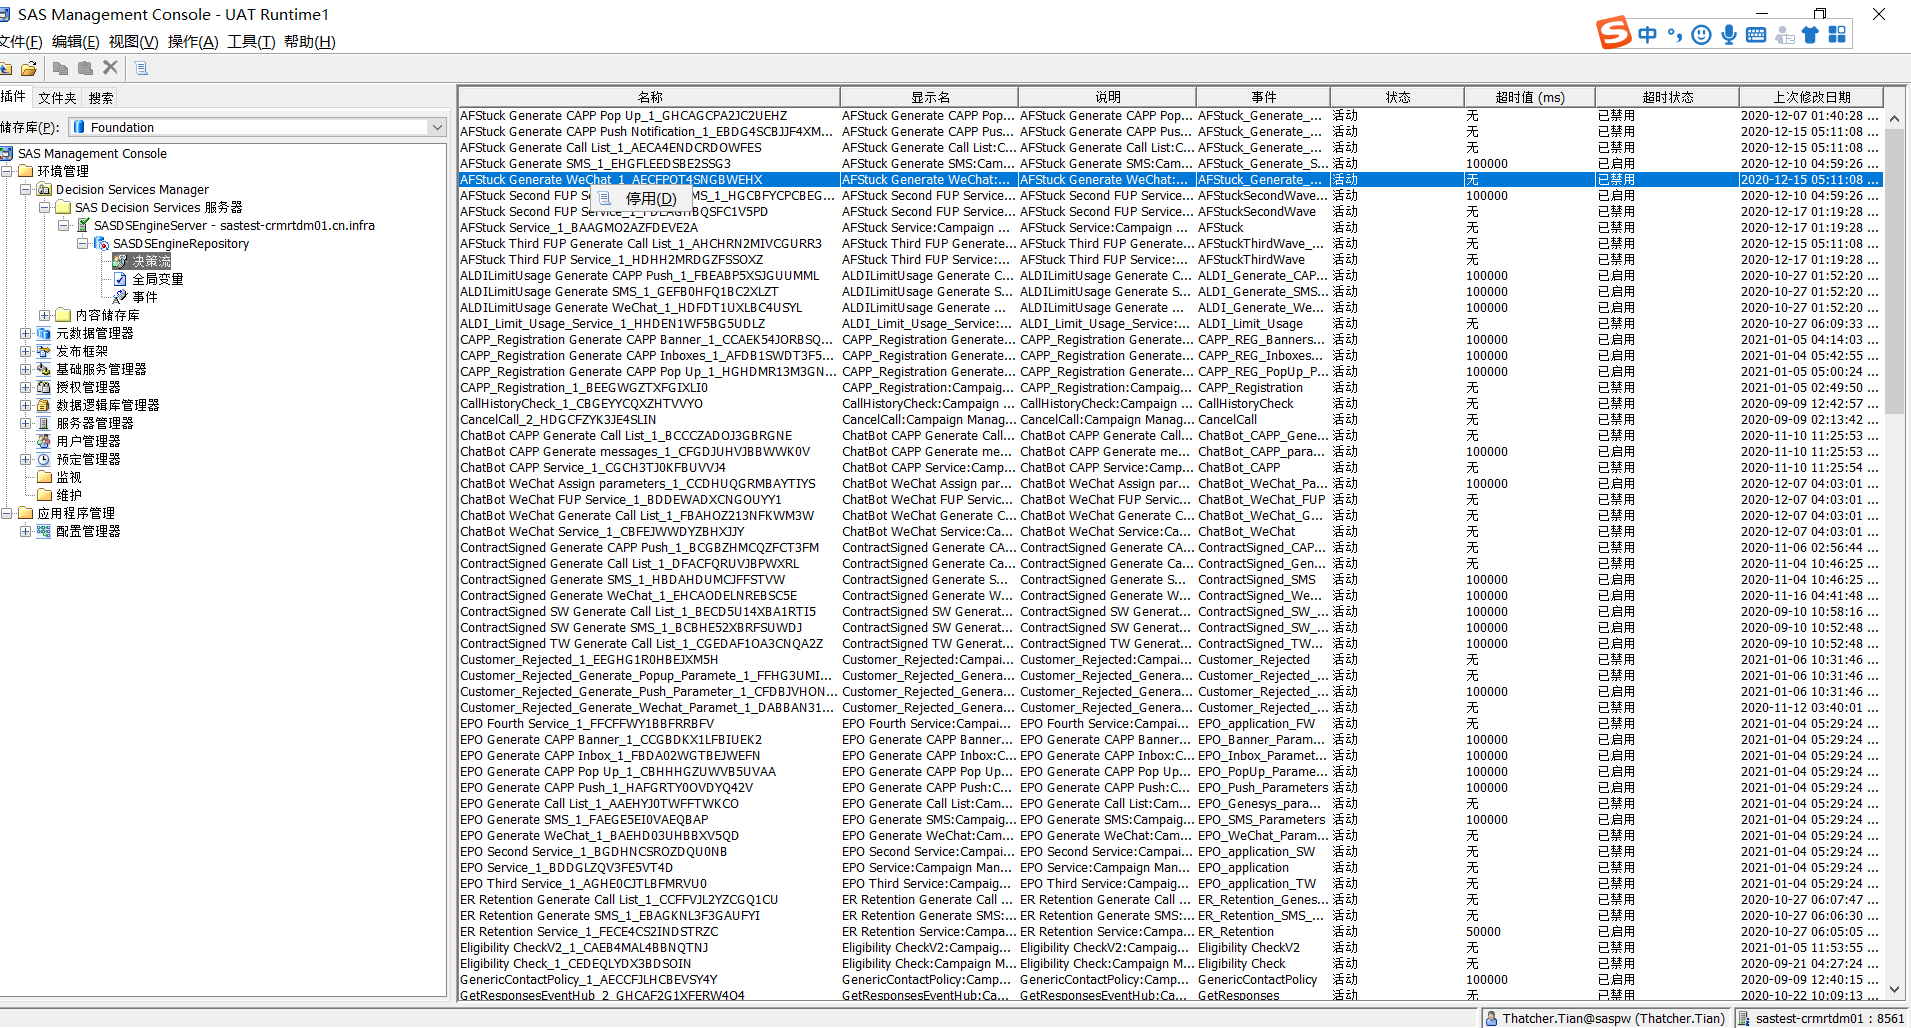 SAS Management Console - UAT Runtime1
文件(F) 编辑(E) 视图(V) 操作(A) 工具(T) 帮助(H)
中
插件 文件夹 搜索
储存库(P): Foundation
SAS Management Console
环境管理
Decision Services Manager
SAS Decision Services 服务器
SASDSEngineServer - sastest-crmrtdm01.cn.infra
SASDSEngineRepository
决策流
全局变量
事件
内容储存库
元数据管理器
发布框架
基础服务管理器
授权管理器
数据逻辑库管理器
服务器管理器
用户管理器
预定管理器
监视
维护
应用程序管理
配置管理器
名称 显示名 说明 事件 状态 超时值 (ms) 超时状态 上次修改日期
AFStuck Generate CAPP Pop Up_1_GHCAGCPA2JC2UEHZ AFStuck Generate CAPP Pop... AFStuck Generate CAPP Pop... AFStuck_Generate_... 活动 无 已禁用 2020-12-07 01:40:28 ...
AFStuck Generate CAPP Push Notification_1_EBDG4SCBJJF4XM... AFStuck Generate CAPP Pus... AFStuck Generate CAPP Pus... AFStuck_Generate_... 活动 无 已禁用 2020-12-15 05:11:08 ...
AFStuck Generate Call List_1_AECA4ENDCRDOWFES AFStuck Generate Call List:C... AFStuck Generate Call List:C... AFStuck_Generate_... 活动 无 已禁用 2020-12-15 05:11:08 ...
AFStuck Generate SMS_1_EHGFLEEDSBE2SSG3 AFStuck Generate SMS:Cam... AFStuck Generate SMS:Cam... AFStuck_Generate_S... 活动 100000 已启用 2020-12-10 04:59:26 ...
AFStuck Generate WeChat_1_AECFPOT4SNGBWEHX AFStuck Generate WeChat:... AFStuck Generate WeChat:... AFStuck_Generate_... 活动 无 已禁用 2020-12-15 05:11:08 ...
停用(D)
AFStuck Second FUP Se MS_1_HGCBFYCPCBEG... AFStuck Second FUP Service... AFStuck Second FUP Service... AFStuckSecondWave... 活动 100000 已启用 2020-12-10 04:59:26 ...
AFStuck Second FUP Service_1_FDEAGHBQSFC1V5PD AFStuck Second FUP Service... AFStuck Second FUP Service... AFStuckSecondWave 活动 无 已禁用 2020-12-17 01:19:28 ...
AFStuck Service_1_BAAGMO2AZFDEVE2A AFStuck Service:Campaign ... AFStuck Service:Campaign ... AFStuck 活动 无 已禁用 2020-12-17 01:19:28 ...
AFStuck Third FUP Generate Call List_1_AHCHRN2MIVCGURR3 AFStuck Third FUP Generate... AFStuck Third FUP Generate... AFStuckThirdWave_... 活动 无 已禁用 2020-12-15 05:11:08 ...
AFStuck Third FUP Service_1_HDHH2MRDGZFSSOXZ AFStuck Third FUP Service:... AFStuck Third FUP Service:... AFStuckThirdWave 活动 无 已禁用 2020-12-17 01:19:28 ...
ALDILimitUsage Generate CAPP Push_1_FBEABP5XSJGUUMML ALDILimitUsage Generate C... ALDILimitUsage Generate C... ALDI_Generate_CAP... 活动 100000 已启用 2020-10-27 01:52:20 ...
ALDILimitUsage Generate SMS_1_GEFB0HFQ1BC2XLZT ALDILimitUsage Generate S... ALDILimitUsage Generate S... ALDI_Generate_SMS... 活动 100000 已启用 2020-10-27 01:52:20 ...
ALDILimitUsage Generate WeChat_1_HDFDT1UXLBC4USYL ALDILimitUsage Generate ... ALDILimitUsage Generate ... ALDI_Generate_We... 活动 100000 已启用 2020-10-27 01:52:20 ...
ALDI_Limit_Usage_Service_1_HHDEN1WF5BG5UDLZ ALDI_Limit_Usage_Service:... ALDI_Limit_Usage_Service:... ALDI_Limit_Usage 活动 无 已禁用 2020-10-27 06:09:33 ...
CAPP_Registration Generate CAPP Banner_1_CCAEK54JORBSQ... CAPP_Registration Generate... CAPP_Registration Generate... CAPP_REG_Banners... 活动 100000 已启用 2021-01-05 04:14:03 ...
CAPP_Registration Generate CAPP Inboxes_1_AFDB1SWDT3F5... CAPP_Registration Generate... CAPP_Registration Generate... CAPP_REG_Inboxes... 活动 100000 已启用 2021-01-04 05:42:55 ...
CAPP_Registration Generate CAPP Pop Up_1_HGHDMR13M3GN... CAPP_Registration Generate... CAPP_Registration Generate... CAPP_REG_PopUp_P... 活动 100000 已启用 2021-01-05 05:00:24 ...
CAPP_Registration_1_BEEGWGZTXFGIXLI0 CAPP_Registration:Campaig... CAPP_Registration:Campaig... CAPP_Registration 活动 无 已禁用 2021-01-05 02:49:50 ...
CallHistoryCheck_1_CBGEYYCQXZHTVVYO CallHistoryCheck:Campaign ... CallHistoryCheck:Campaign ... CallHistoryCheck 活动 无 已禁用 2020-09-09 12:42:57 ...
CancelCall_2_HDGCFZYK3JE4SLIN CancelCall:Campaign Manag... CancelCall:Campaign Manag... CancelCall 活动 无 已禁用 2020-09-09 02:13:42 ...
ChatBot CAPP Generate Call List_1_BCCCZADOJ3GBRGNE ChatBot CAPP Generate Call... ChatBot CAPP Generate Call... ChatBot_CAPP_Gene... 活动 无 已禁用 2020-11-10 11:25:53 ...
ChatBot CAPP Generate messages_1_CFGDJUHVJBBWWK0V ChatBot CAPP Generate me... ChatBot CAPP Generate me... ChatBot_CAPP_para... 活动 100000 已启用 2020-11-10 11:25:53 ...
ChatBot CAPP Service_1_CGCH3TJ0KFBUVVJ4 ChatBot CAPP Service:Camp... ChatBot CAPP Service:Camp... ChatBot_CAPP 活动 无 已禁用 2020-11-10 11:25:54 ...
ChatBot WeChat Assign parameters_1_CCDHUQGRMBAYTIYS ChatBot WeChat Assign par... ChatBot WeChat Assign par... ChatBot_WeChat_Pa... 活动 100000 已启用 2020-12-07 04:03:01 ...
ChatBot WeChat FUP Service_1_BDDEWADXCNGOUYY1 ChatBot WeChat FUP Servic... ChatBot WeChat FUP Servic... ChatBot_WeChat_FUP 活动 无 已禁用 2020-12-07 04:03:01 ...
ChatBot WeChat Generate Call List_1_FBAHOZ213NFKWM3W ChatBot WeChat Generate C... ChatBot WeChat Generate C... ChatBot_WeChat_G... 活动 无 已禁用 2020-12-07 04:03:01 ...
ChatBot WeChat Service_1_CBFEJWWDYZBHXJJY ChatBot WeChat Service:Ca... ChatBot WeChat Service:Ca... ChatBot_WeChat 活动 无 已禁用 2020-12-07 04:03:01 ...
ContractSigned Generate CAPP Push_1_BCGBZHMCQZFCT3FM ContractSigned Generate CA... ContractSigned Generate CA... ContractSigned_CAP... 活动 无 已禁用 2020-11-06 02:56:44 ...
ContractSigned Generate Call List_1_DFACFQRUVJBPWXRL ContractSigned Generate Ca... ContractSigned Generate Ca... ContractSigned_Gen... 活动 无 已禁用 2020-11-04 10:46:25 ...
ContractSigned Generate SMS_1_HBDAHDUMCJFFSTVW ContractSigned Generate S... ContractSigned Generate S... ContractSigned_SMS 活动 100000 已启用 2020-11-04 10:46:25 ...
ContractSigned Generate WeChat_1_EHCAODELNREBSC5E ContractSigned Generate W... ContractSigned Generate W... ContractSigned_We... 活动 100000 已启用 2020-11-16 04:41:48 ...
ContractSigned SW Generate Call List_1_BECD5U14XBA1RTI5 ContractSigned SW Generat... ContractSigned SW Generat... ContractSigned_SW_... 活动 100000 已启用 2020-09-10 10:58:16 ...
ContractSigned SW Generate SMS_1_BCBHE52XBRFSUWDJ ContractSigned SW Generat... ContractSigned SW Generat... ContractSigned_SW_... 活动 100000 已启用 2020-09-10 10:52:48 ...
ContractSigned TW Generate Call List_1_CGEDAF1OA3CNQA2Z ContractSigned TW Generat... ContractSigned TW Generat... ContractSigned_TW... 活动 100000 已启用 2020-09-10 10:52:48 ...
Customer_Rejected_1_EEGHG1R0HBEJXM5H Customer_Rejected:Campai... Customer_Rejected:Campai... Customer_Rejected 活动 无 已禁用 2021-01-06 10:31:46 ...
Customer_Rejected_Generate_Popup_Paramete_1_FFHG3UMI... Customer_Rejected_Genera... Customer_Rejected_Genera... Customer_Rejected_... 活动 无 已禁用 2021-01-06 10:31:46 ...
Customer_Rejected_Generate_Push_Parameter_1_CFDBJVHON... Customer_Rejected_Genera... Customer_Rejected_Genera... Customer_Rejected_... 活动 100000 已启用 2021-01-06 10:31:46 ...
Customer_Rejected_Generate_Wechat_Paramet_1_DABBAN31... Customer_Rejected_Genera... Customer_Rejected_Genera... Customer_Rejected_... 活动 无 已禁用 2020-11-12 03:40:01 ...
EPO Fourth Service_1_FFCFFWY1BBFRRBFV EPO Fourth Service:Campai... EPO Fourth Service:Campai... EPO_application_FW 活动 无 已禁用 2021-01-04 05:29:24 ...
EPO Generate CAPP Banner_1_CCGBDKX1LFBIUEK2 EPO Generate CAPP Banner... EPO Generate CAPP Banner... EPO_Banner_Param... 活动 100000 已启用 2021-01-04 05:29:24 ...
EPO Generate CAPP Inbox_1_FBDA02WGTBEJWEFN EPO Generate CAPP Inbox:C... EPO Generate CAPP Inbox:C... EPO_Inbox_Paramet... 活动 100000 已启用 2021-01-04 05:29:24 ...
EPO Generate CAPP Pop Up_1_CBHHHGZUWVB5UVAA EPO Generate CAPP Pop Up... EPO Generate CAPP Pop Up... EPO_PopUp_Parame... 活动 100000 已启用 2021-01-04 05:29:24 ...
EPO Generate CAPP Push_1_HAFGRTY0OVDYQ42V EPO Generate CAPP Push:C... EPO Generate CAPP Push:C... EPO_Push_Parameters 活动 100000 已启用 2021-01-04 05:29:24 ...
EPO Generate Call List_1_AAEHYJ0TWFFTWKCO EPO Generate Call List:Cam... EPO Generate Call List:Cam... EPO_Genesys_para... 活动 无 已禁用 2021-01-04 05:29:24 ...
EPO Generate SMS_1_FAEGE5EI0VAEQBAP EPO Generate SMS:Campaig... EPO Generate SMS:Campaig... EPO_SMS_Parameters 活动 100000 已启用 2021-01-04 05:29:24 ...
EPO Generate WeChat_1_BAEHD03UHBBXV5QD EPO Generate WeChat:Cam... EPO Generate WeChat:Cam... EPO_WeChat_Param... 活动 无 已禁用 2021-01-04 05:29:24 ...
EPO Second Service_1_BGDHNCSROZDQU0NB EPO Second Service:Campai... EPO Second Service:Campai... EPO_application_SW 活动 无 已禁用 2021-01-04 05:29:24 ...
EPO Service_1_BDDGLZQV3FE5VT4D EPO Service:Campaign Man... EPO Service:Campaign Man... EPO_application 活动 无 已禁用 2021-01-04 05:29:24 ...
EPO Third Service_1_AGHE0CJTLBFMRVU0 EPO Third Service:Campaig... EPO Third Service:Campaig... EPO_application_TW 活动 无 已禁用 2021-01-04 05:29:24 ...
ER Retention Generate Call List_1_CCFFVJL2YZCGQ1CU ER Retention Generate Call ... ER Retention Generate Call ... ER_Retention_Genes... 活动 无 已禁用 2020-10-27 06:07:47 ...
ER Retention Generate SMS_1_EBAGKNL3F3GAUFYI ER Retention Generate SMS:... ER Retention Generate SMS:... ER_Retention_SMS_... 活动 无 已禁用 2020-10-27 06:06:30 ...
ER Retention Service_1_FECE4CS2INDSTRZC ER Retention Service:Campa... ER Retention Service:Campa... ER_Retention 活动 50000 已启用 2020-10-27 06:05:05 ...
Eligibility CheckV2_1_CAEB4MAL4BBNQTNJ Eligibility CheckV2:Campaig... Eligibility CheckV2:Campaig... Eligibility CheckV2 活动 无 已禁用 2021-01-05 11:53:55 ...
Eligibility Check_1_CEDEQLYDX3BDSOIN Eligibility Check:Campaign M... Eligibility Check:Campaign M... Eligibility Check 活动 无 已禁用 2020-09-21 04:27:24 ...
GenericContactPolicy_1_AECCFJLHCBEVSY4Y GenericContactPolicy:Camp... GenericContactPolicy:Camp... GenericContactPolicy 活动 100000 已启用 2020-09-09 12:40:15 ...
GetResponsesEventHub_2_GHCAF2G1XFERW4O4 GetResponsesEventHub:Ca... GetResponsesEventHub:Ca... GetResponses 活动 无 已禁用 2020-10-22 10:09:13 ...
Thatcher.Tian@saspw (Thatcher.Tian) sastest-crmrtdm01 : 8561